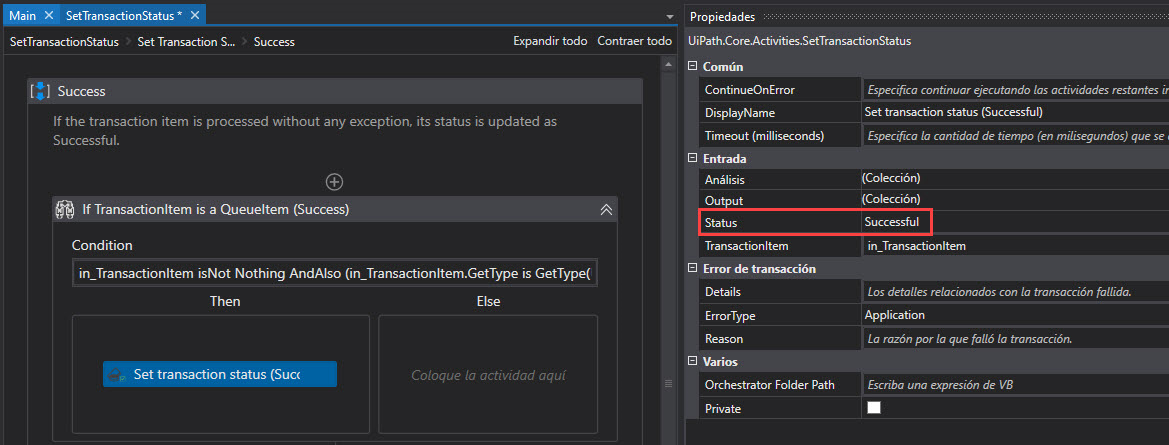 Main
SetTransactionStatus *
SetTransactionStatus > Set Transaction S... > Success
Expandir todo Contraer todo
Success
If the transaction item is processed without any exception, its status is updated as
Successful.
If TransactionItem is a QueueItem (Success)
Condition
in_TransactionItem isNot Nothing AndAlso (in_TransactionItem.GetType is GetType(
Then Else
Set transaction status (Succ
Coloque la actividad aquí
Propiedades
UiPath.Core.Activities.SetTransactionStatus
Común
ContinueOnError Especifica continuar ejecutando las actividades restantes in
DisplayName Set transaction status (Successful)
Timeout (milliseconds) Especifica la cantidad de tiempo (en milisegundos) que se
Entrada
Análisis (Colección)
Output (Colección)
Status Successful
TransactionItem in_TransactionItem
Error de transacción
Details Los detalles relacionados con la transacción fallida.
ErrorType Application
Reason La razón por la que falló la transacción.
Varios
Orchestrator Folder Path Escriba una expresión de VB
Private